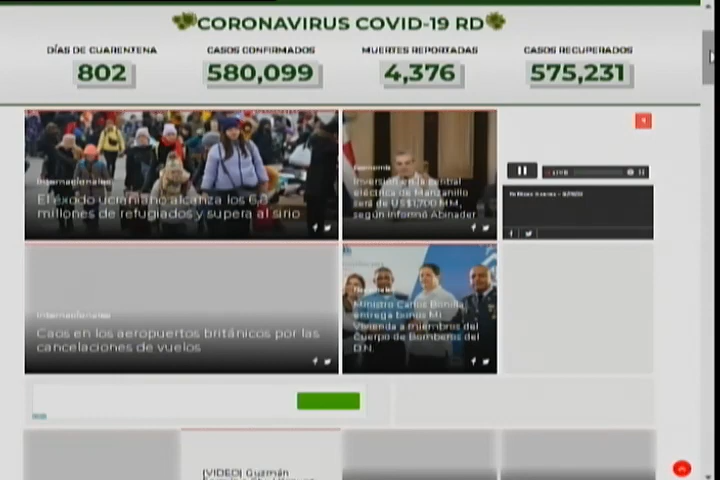 CORONAVIRUS COVID-19 RD
DÍAS DE CUARENTENA
CASOS CONFIRMADOS
MUERTES REPORTADAS
CASOS RECUPERADOS
802
580,099
4,376
575,231
Internacionales
El éxodo ucraniano alcanza los 6,8
millones de refugiados y supera al sirio
Economía
Inversión en la central
eléctrica de Manzanillo
será de US$1,700 MM,
según informó Abinader
LIVE
Internacionales
Caos en los aeropuertos británicos por las
cancelaciones de vuelos
Nacionales
Ministro Carlos Bonilla
entrega bonos Mi
Vivienda a miembros del
Cuerpo de Bomberos del
D.N.
[VIDEO] Guzmán